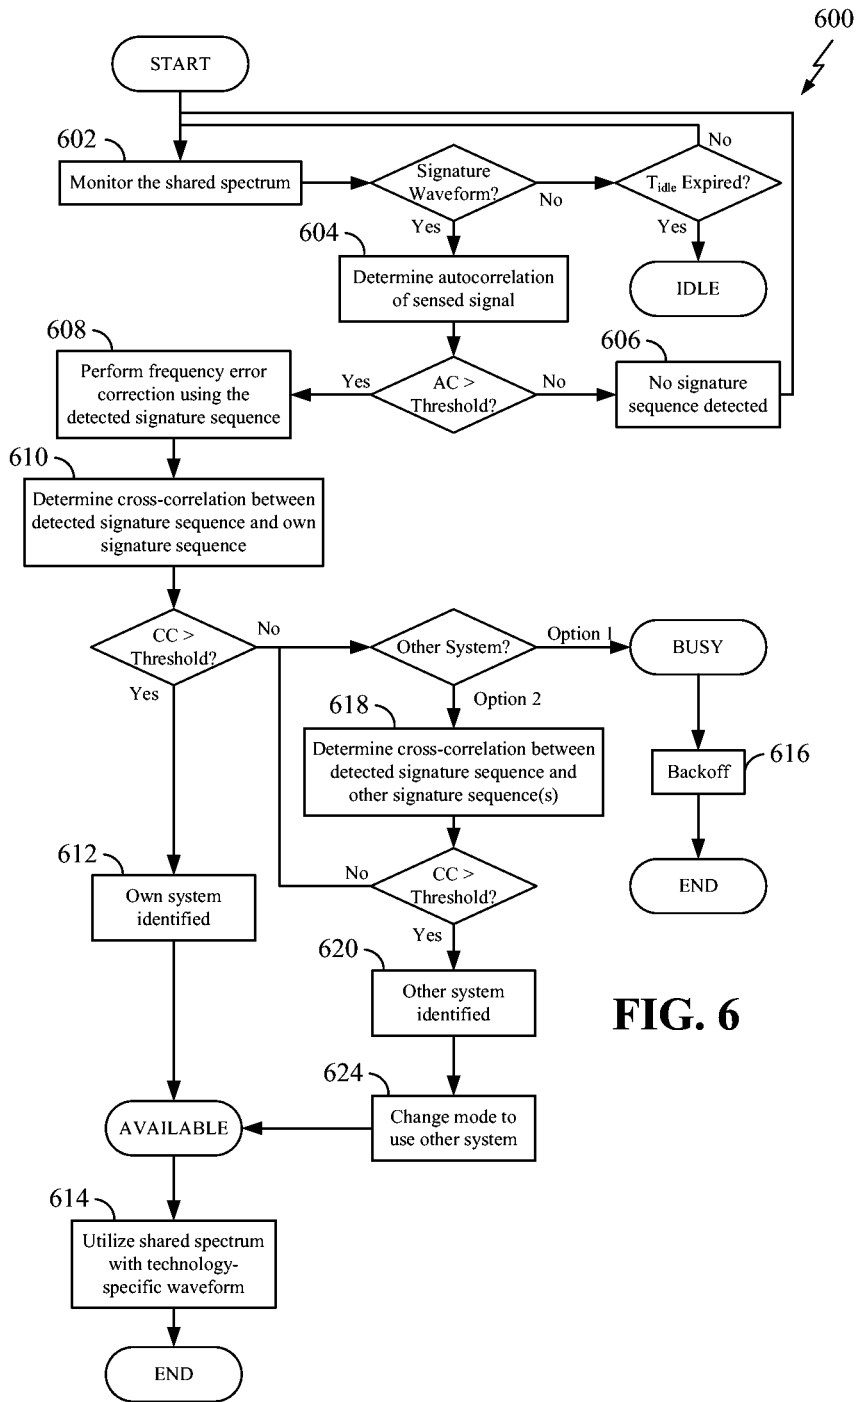 600
START
602
Monitor the shared spectrum
Signature
Waveform?
No
T_idle Expired?
No
Yes
IDLE
Yes
604
Determine autocorrelation
of sensed signal
AC >
Threshold?
Yes
No
606
No signature
sequence detected
608
Perform frequency error
correction using the
detected signature sequence
610
Determine cross-correlation between
detected signature sequence and own
signature sequence
CC >
Threshold?
No
Yes
Other System?
Option 1
BUSY
Option 2
618
Determine cross-correlation between
detected signature sequence and
other signature sequence(s)
Backoff
616
END
CC >
Threshold?
No
Yes
612
Own system
identified
620
Other system
identified
FIG. 6
624
Change mode to
use other system
AVAILABLE
614
Utilize shared spectrum
with technology-
specific waveform
END